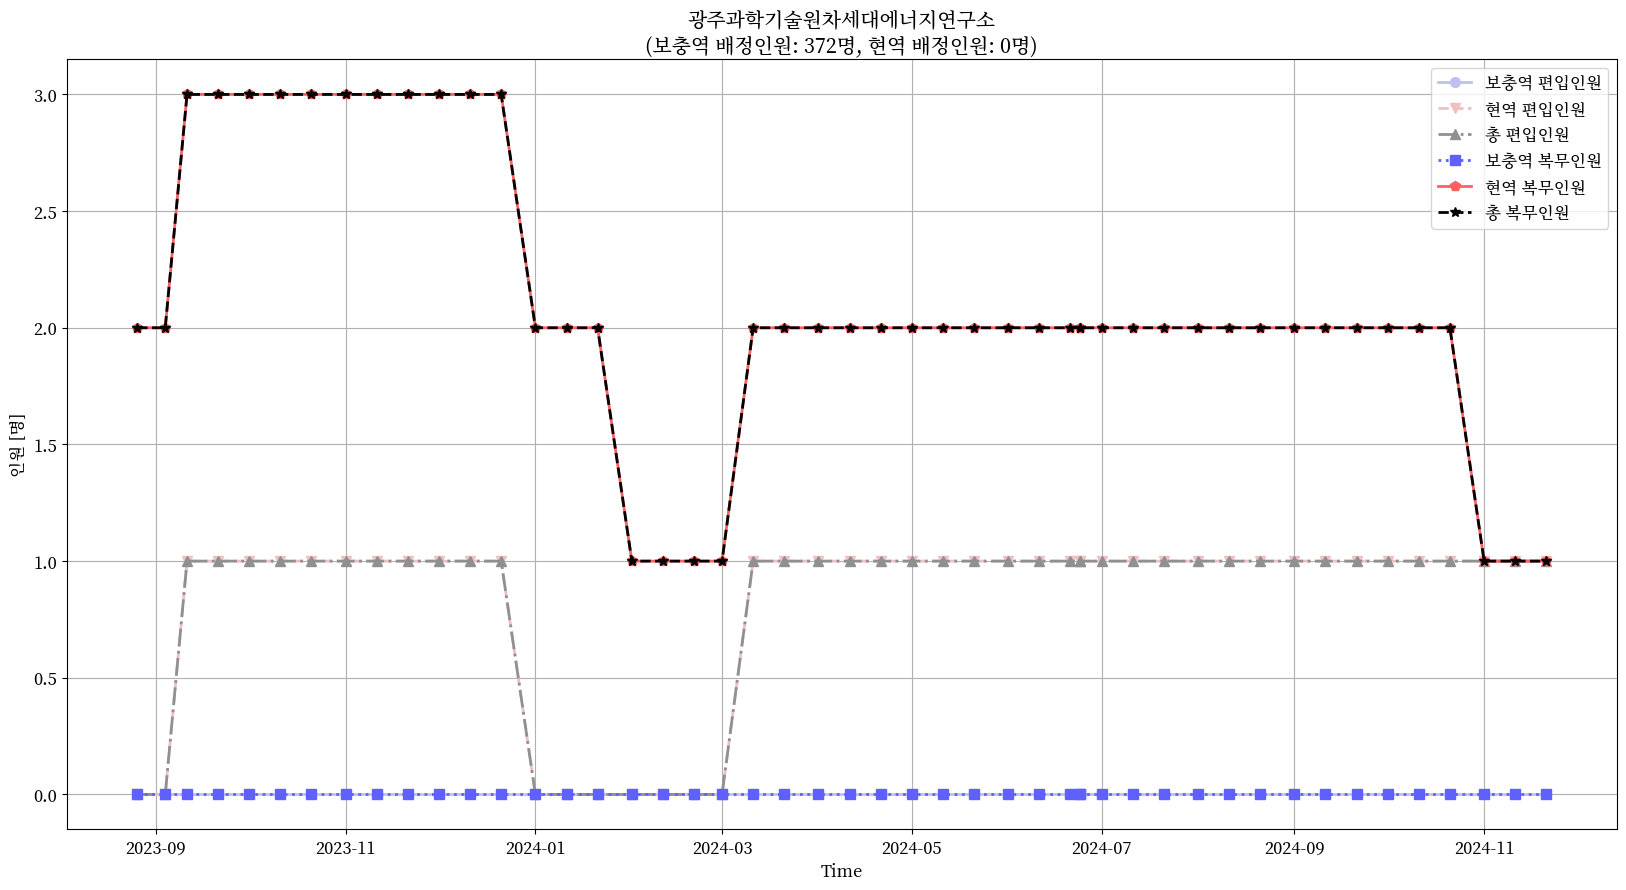 광주과학기술원차세대에너지연구소
(보충역 배정인원: 372명, 현역 배정인원: 0명)
보충역 편입인원
현역 편입인원
총 편입인원
보충역 복무인원
현역 복무인원
총 복무인원
3.0
2.5
2.0
1.5
1.0
0.5
0.0
인원 [명]
2023-09
2023-11
2024-01
2024-03
2024-05
2024-07
2024-09
2024-11
Time